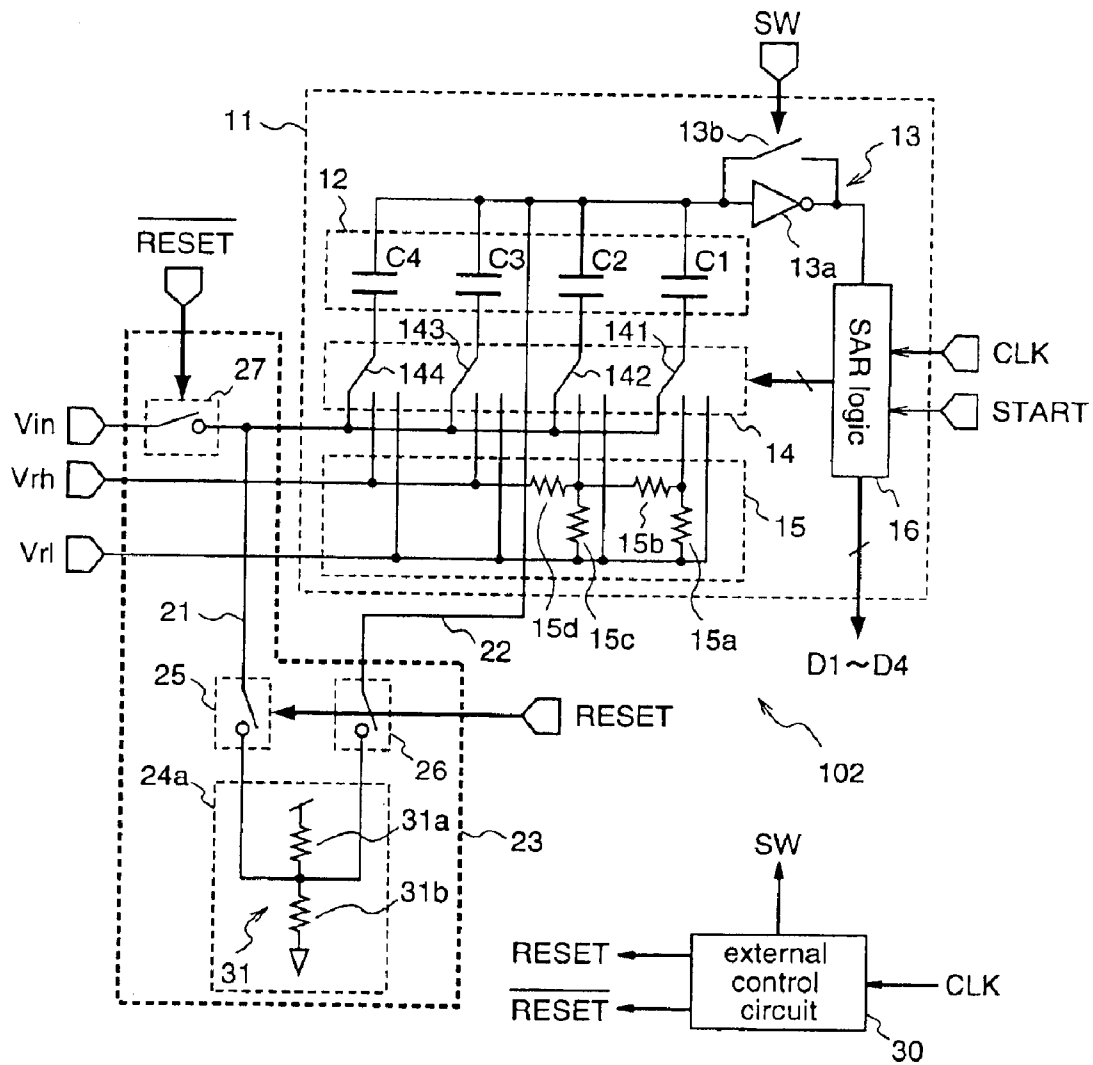 SW
11
13b
13
12
RESET
C4
C3
C2
C1
13a
143
141
144
142
SAR logic
CLK
START
27
Vin
14
Vrh
15
16
15b
Vrl
21
15d
15c
15a
22
D1~D4
25
RESET
26
102
24a
31a
23
31b
31
SW
RESET
external
control
circuit
CLK
RESET
30